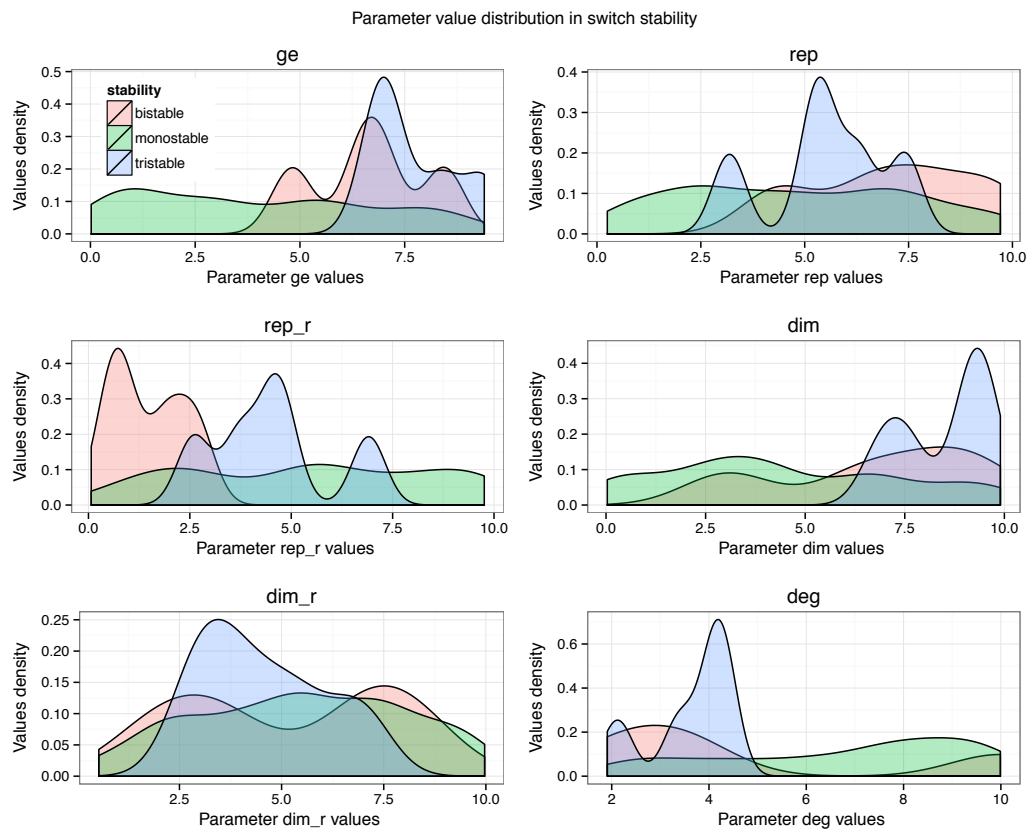 Parameter value distribution in switch stability
ge
Values density
0.5
0.4
0.3
0.2
0.1
0.0
stability
bistable
monostable
tristable
0.0 2.5 5.0 7.5
Parameter ge values
rep
Values density
0.4
0.3
0.2
0.1
0.0
0.0 2.5 5.0 7.5 10.0
Parameter rep values
rep_r
Values density
0.4
0.3
0.2
0.1
0.0
0.0 2.5 5.0 7.5 10.0
Parameter rep_r values
dim
Values density
0.4
0.3
0.2
0.1
0.0
0.0 2.5 5.0 7.5 10.0
Parameter dim values
dim_r
Values density
0.25
0.20
0.15
0.10
0.05
0.00
2.5 5.0 7.5 10.0
Parameter dim_r values
deg
Values density
0.6
0.4
0.2
0.0
2 4 6 8 10
Parameter deg values